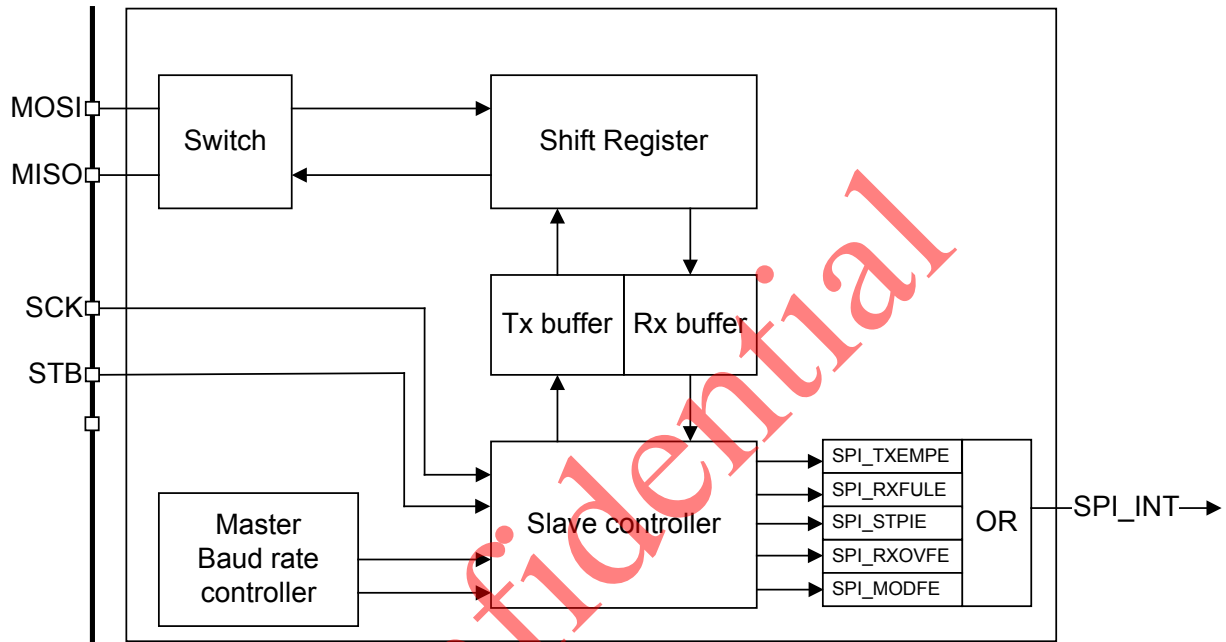 MOSI
MISO
Switch
Shift Register
SCK
STB
Tx buffer
Rx buffer
Master
Baud rate
controller
Slave controller
SPI_TXEMPE
SPI_RXFULE
SPI_STPIE
SPI_RXOVFE
SPI_MODFE
OR
SPI_INT
fidential